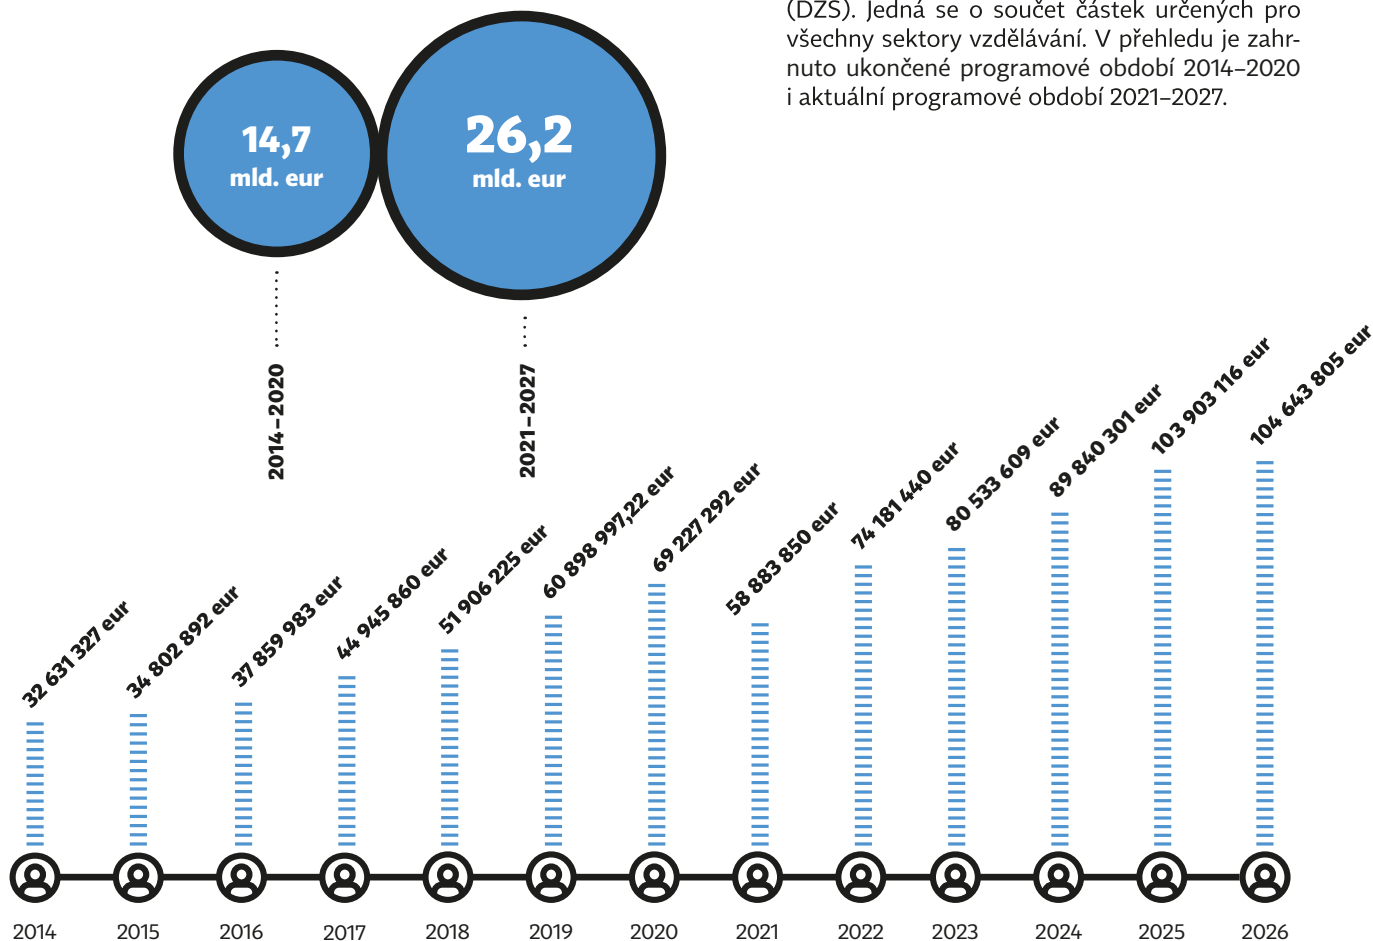 (DZS). Jedná se o součet částek určených pro
všechny sektory vzdělávání. V přehledu je zahr-
nuto ukončené programové období 2014–2020
i aktuální programové období 2021–2027.
14,7
mld. eur
26,2
mld. eur
2014–2020
2021–2027
32 631 327 eur
34 802 892 eur
37 859 983 eur
44 945 860 eur
51 906 225 eur
60 898 997,22 eur
69 227 292 eur
58 883 850 eur
74 181 440 eur
80 533 609 eur
89 840 301 eur
103 903 116 eur
104 643 805 eur
2014
2015
2016
2017
2018
2019
2020
2021
2022
2023
2024
2025
2026